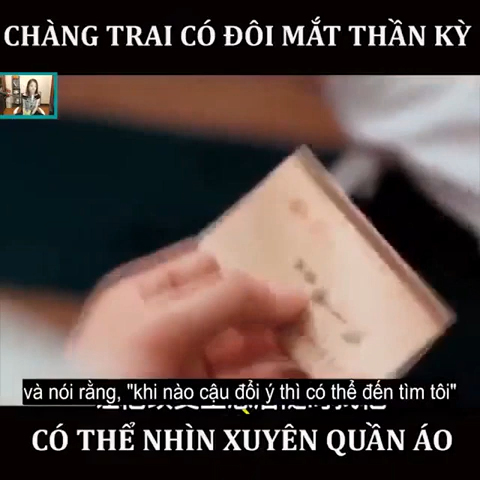 CHÀNG TRAI CÓ ĐÔI MẮT THẦN KỲ
và nói rằng, "khi nào cậu đổi ý thì có thể đến tìm tôi"
CÓ THỂ NHÌN XUYÊN QUẦN ÁO